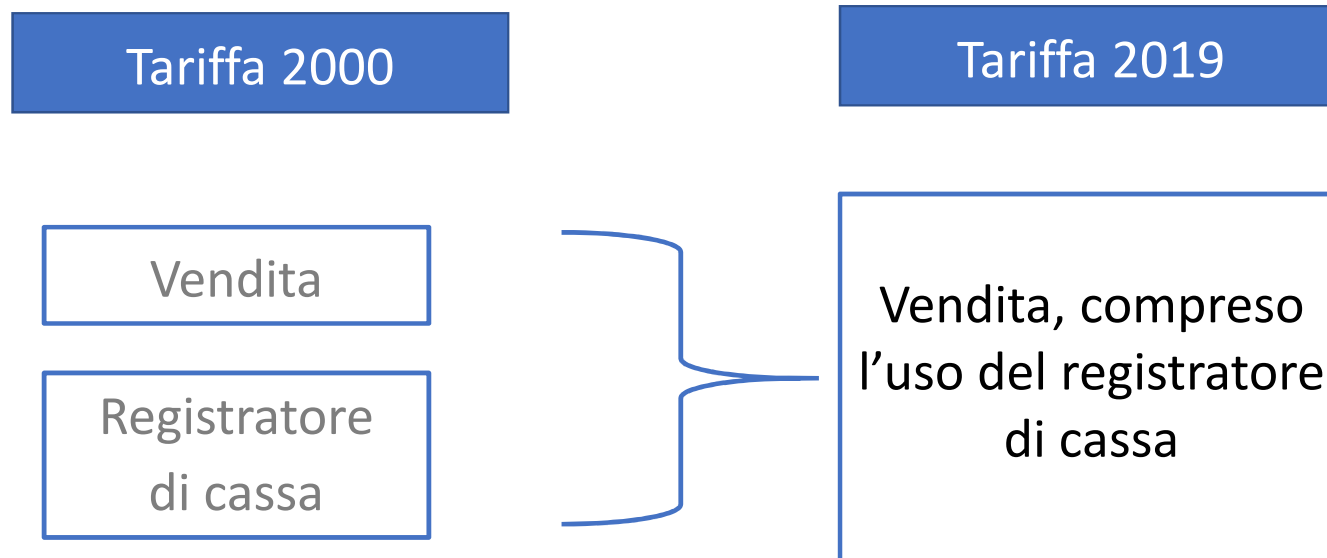 Tariffa 2000
Tariffa 2019
Vendita
Registratore
di cassa
Vendita, compreso
l’uso del registratore
di cassa